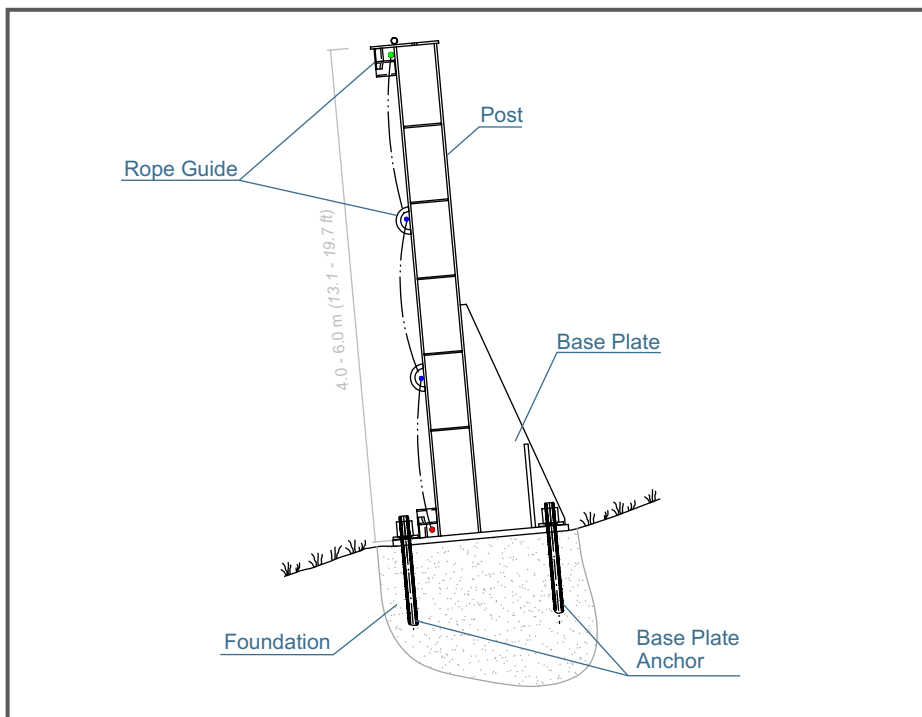 Post
Rope Guide
4.0 - 6.0 m (13.1 - 19.7 ft)
Base Plate
Foundation
Base Plate
Anchor